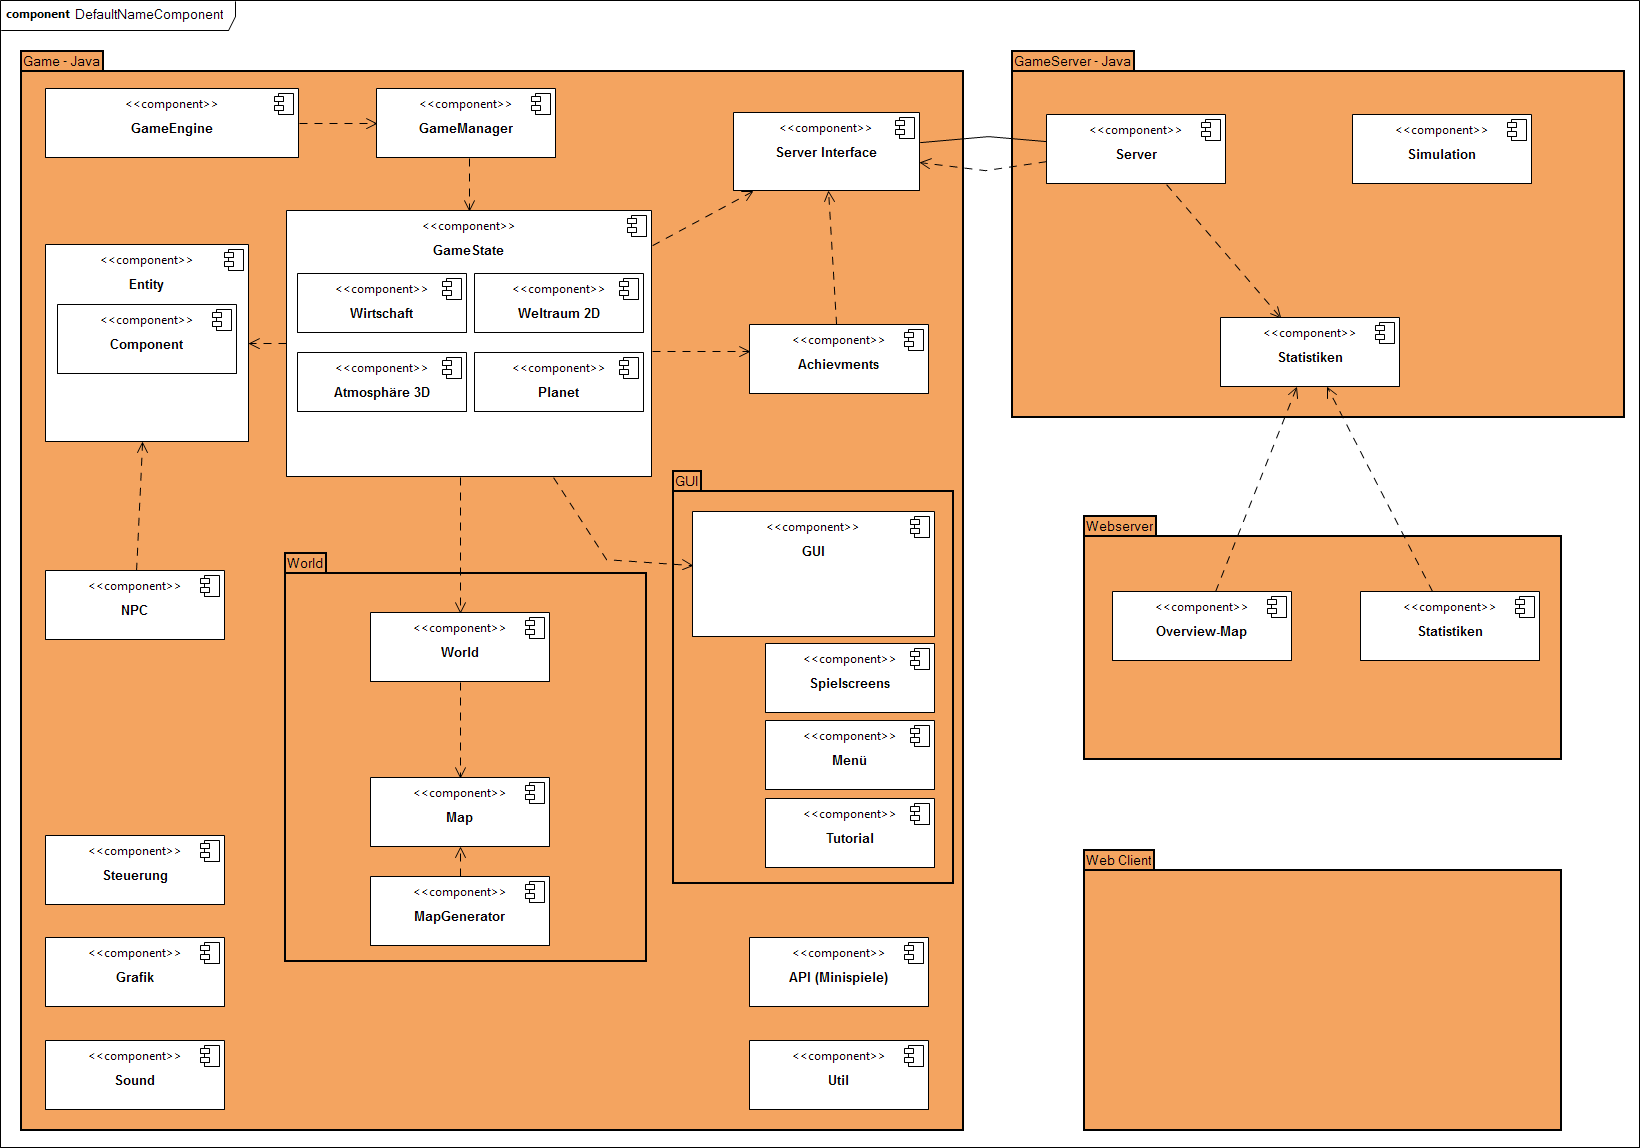 component DefaultNameComponent
Game - Java
<<component>>
GameEngine
<<component>>
GameManager
<<component>>
Server Interface
<<component>>
GameState
<<component>>
Wirtschaft
<<component>>
Weltraum 2D
<<component>>
Atmosphäre 3D
<<component>>
Planet
<<component>>
Entity
<<component>>
Component
<<component>>
Achievments
<<component>>
NPC
World
<<component>>
World
<<component>>
Map
<<component>>
MapGenerator
GUI
<<component>>
GUI
<<component>>
Spielscreens
<<component>>
Menü
<<component>>
Tutorial
<<component>>
Steuerung
<<component>>
Grafik
<<component>>
Sound
<<component>>
API (Minispiele)
<<component>>
Util
GameServer - Java
<<component>>
Server
<<component>>
Simulation
<<component>>
Statistiken
Webserver
<<component>>
Overview-Map
<<component>>
Statistiken
Web Client